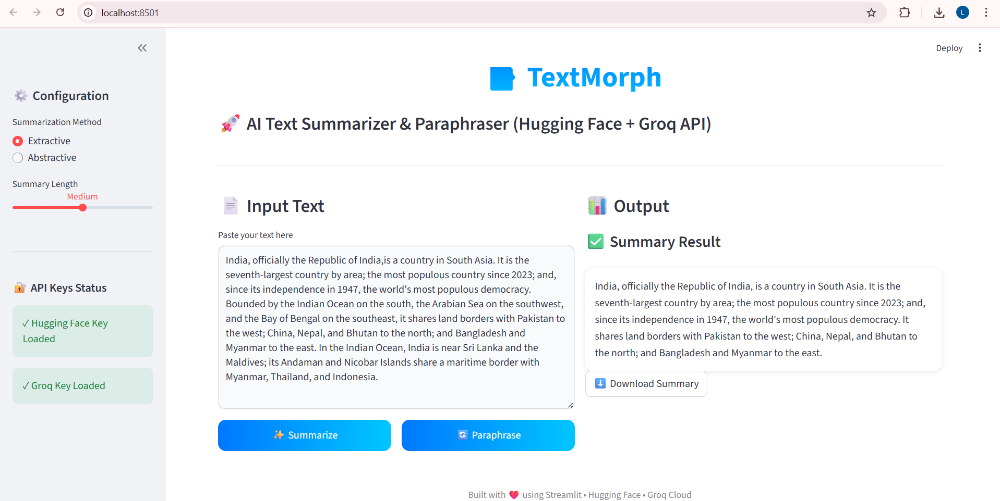 localhost:8501
L
Deploy
TextMorph
🚀 AI Text Summarizer & Paraphraser (Hugging Face + Groq API)
⚙️ Configuration
Summarization Method
Extractive
Abstractive
Summary Length
Medium
🔐 API Keys Status
✓ Hugging Face Key
Loaded
✓ Groq Key Loaded
📄 Input Text
Paste your text here
India, officially the Republic of India,is a country in South Asia. It is the
seventh-largest country by area; the most populous country since 2023; and,
since its independence in 1947, the world's most populous democracy.
Bounded by the Indian Ocean on the south, the Arabian Sea on the southwest,
and the Bay of Bengal on the southeast, it shares land borders with Pakistan to
the west; China, Nepal, and Bhutan to the north; and Bangladesh and
Myanmar to the east. In the Indian Ocean, India is near Sri Lanka and the
Maldives; its Andaman and Nicobar Islands share a maritime border with
Myanmar, Thailand, and Indonesia.
✨ Summarize
🔄 Paraphrase
📊 Output
✅ Summary Result
India, officially the Republic of India, is a country in South Asia. It is the
seventh-largest country by area; the most populous country since 2023; and,
since its independence in 1947, the world's most populous democracy. It
shares land borders with Pakistan to the west; China, Nepal, and Bhutan to
the north; and Bangladesh and Myanmar to the east.
⬇️ Download Summary
Built with ❤️ using Streamlit • Hugging Face • Groq Cloud